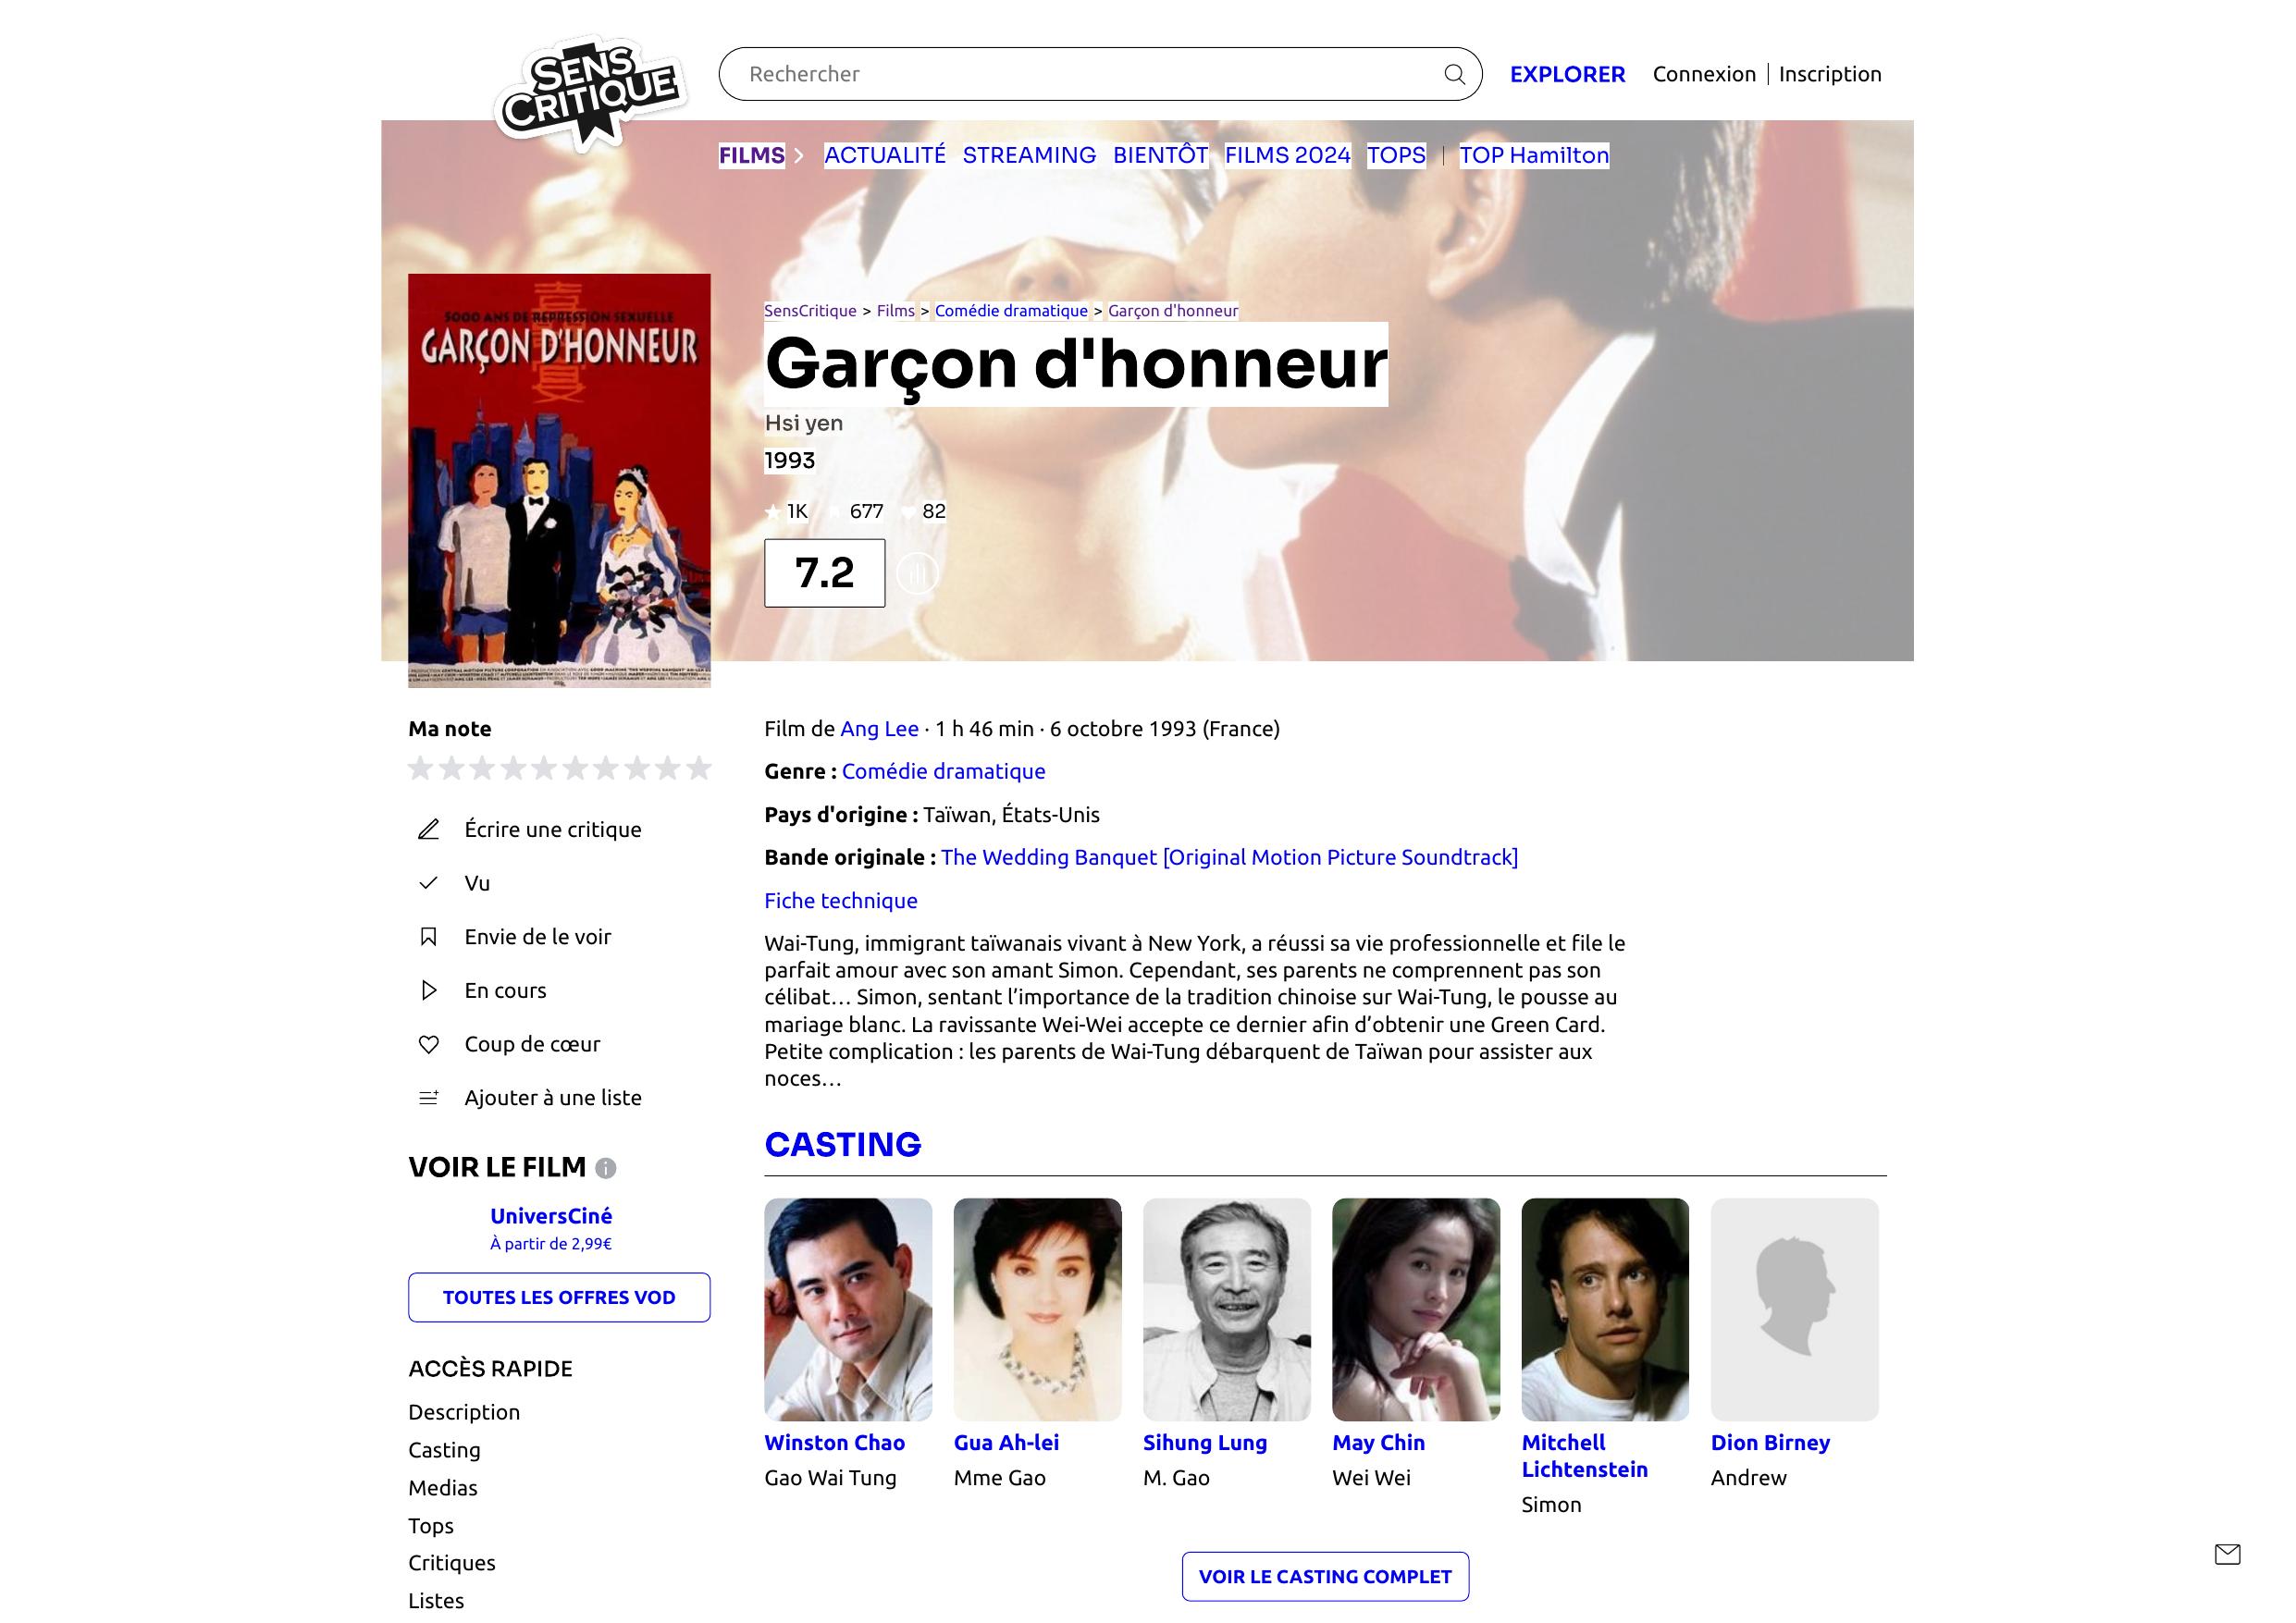 SENS
CRITIQUE
Rechercher
EXPLORER
Connexion
Inscription
FILMS
ACTUALITÉ
STREAMING
BIENTÔT
FILMS 2024
TOPS
TOP Hamilton
5000 ANS DE REPRESSION SEXUELLE
GARÇON D'HONNEUR
SensCritique > Films > Comédie dramatique > Garçon d'honneur
Garçon d'honneur
Hsi yen
1993
1K 677 82
7.2
Ma note
Écrire une critique
Vu
Envie de le voir
En cours
Coup de cœur
Ajouter à une liste
VOIR LE FILM
UniversCiné
À partir de 2,99€
TOUTES LES OFFRES VOD
ACCÈS RAPIDE
Description
Casting
Medias
Tops
Critiques
Listes
Film de Ang Lee · 1 h 46 min · 6 octobre 1993 (France)
Genre : Comédie dramatique
Pays d'origine : Taïwan, États-Unis
Bande originale : The Wedding Banquet [Original Motion Picture Soundtrack]
Fiche technique
Wai-Tung, immigrant taïwanais vivant à New York, a réussi sa vie professionnelle et file le
parfait amour avec son amant Simon. Cependant, ses parents ne comprennent pas son
célibat… Simon, sentant l’importance de la tradition chinoise sur Wai-Tung, le pousse au
mariage blanc. La ravissante Wei-Wei accepte ce dernier afin d’obtenir une Green Card.
Petite complication : les parents de Wai-Tung débarquent de Taïwan pour assister aux
noces…
CASTING
Winston Chao
Gao Wai Tung
Gua Ah-lei
Mme Gao
Sihung Lung
M. Gao
May Chin
Wei Wei
Mitchell
Lichtenstein
Simon
Dion Birney
Andrew
VOIR LE CASTING COMPLET